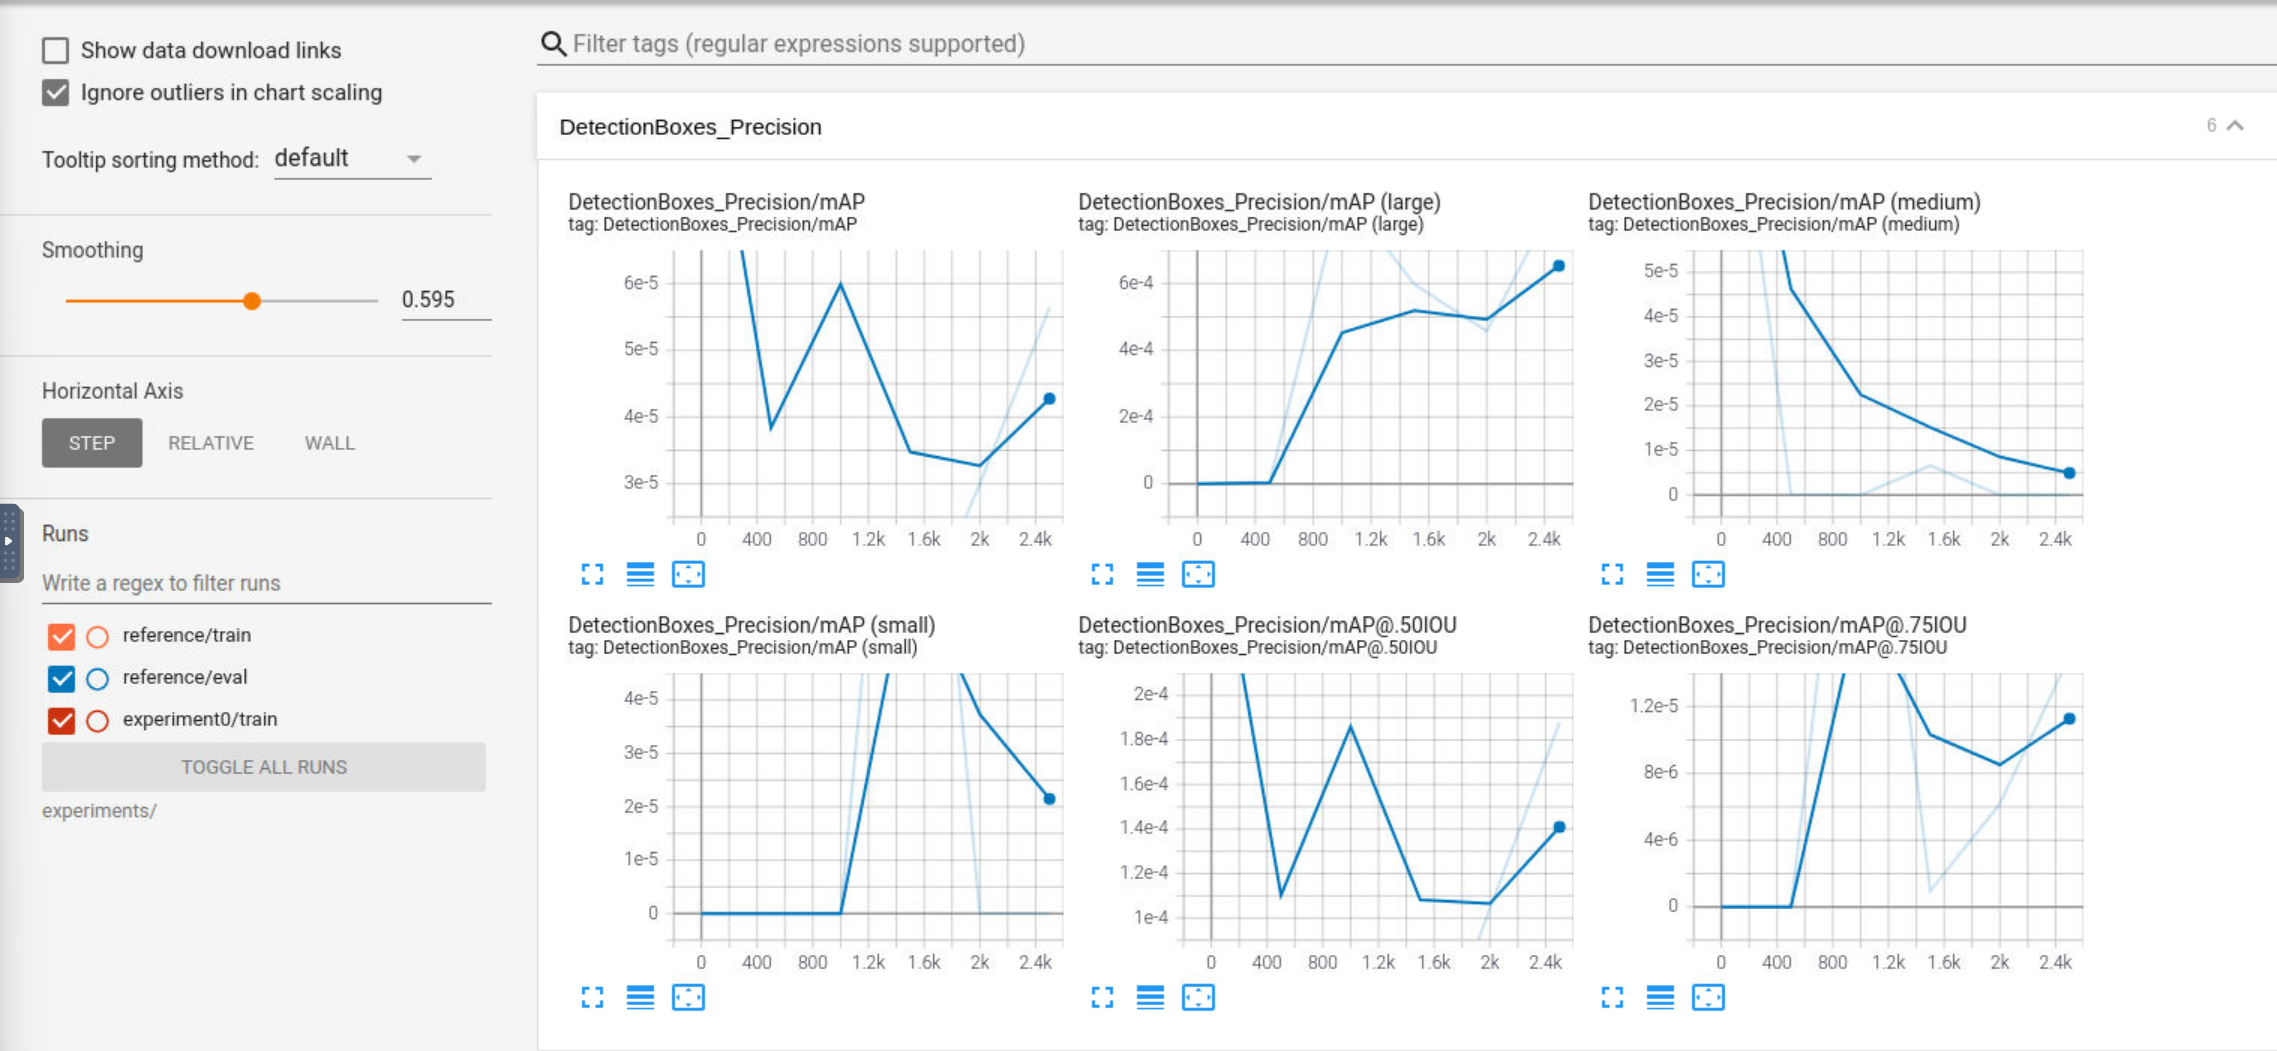 Show data download links
Ignore outliers in chart scaling
Tooltip sorting method: default
Smoothing
0.595
Horizontal Axis
STEP RELATIVE WALL
Runs
Write a regex to filter runs
reference/train
reference/eval
experiment0/train
TOGGLE ALL RUNS
experiments/
Filter tags (regular expressions supported)
DetectionBoxes_Precision 6
DetectionBoxes_Precision/mAP
tag: DetectionBoxes_Precision/mAP
6e-5
5e-5
4e-5
3e-5
0 400 800 1.2k 1.6k 2k 2.4k
DetectionBoxes_Precision/mAP (large)
tag: DetectionBoxes_Precision/mAP (large)
6e-4
4e-4
2e-4
0
0 400 800 1.2k 1.6k 2k 2.4k
DetectionBoxes_Precision/mAP (medium)
tag: DetectionBoxes_Precision/mAP (medium)
5e-5
4e-5
3e-5
2e-5
1e-5
0
0 400 800 1.2k 1.6k 2k 2.4k
DetectionBoxes_Precision/mAP (small)
tag: DetectionBoxes_Precision/mAP (small)
4e-5
3e-5
2e-5
1e-5
0
0 400 800 1.2k 1.6k 2k 2.4k
DetectionBoxes_Precision/mAP@.50IOU
tag: DetectionBoxes_Precision/mAP@.50IOU
2e-4
1.8e-4
1.6e-4
1.4e-4
1.2e-4
1e-4
0 400 800 1.2k 1.6k 2k 2.4k
DetectionBoxes_Precision/mAP@.75IOU
tag: DetectionBoxes_Precision/mAP@.75IOU
1.2e-5
8e-6
4e-6
0
0 400 800 1.2k 1.6k 2k 2.4k